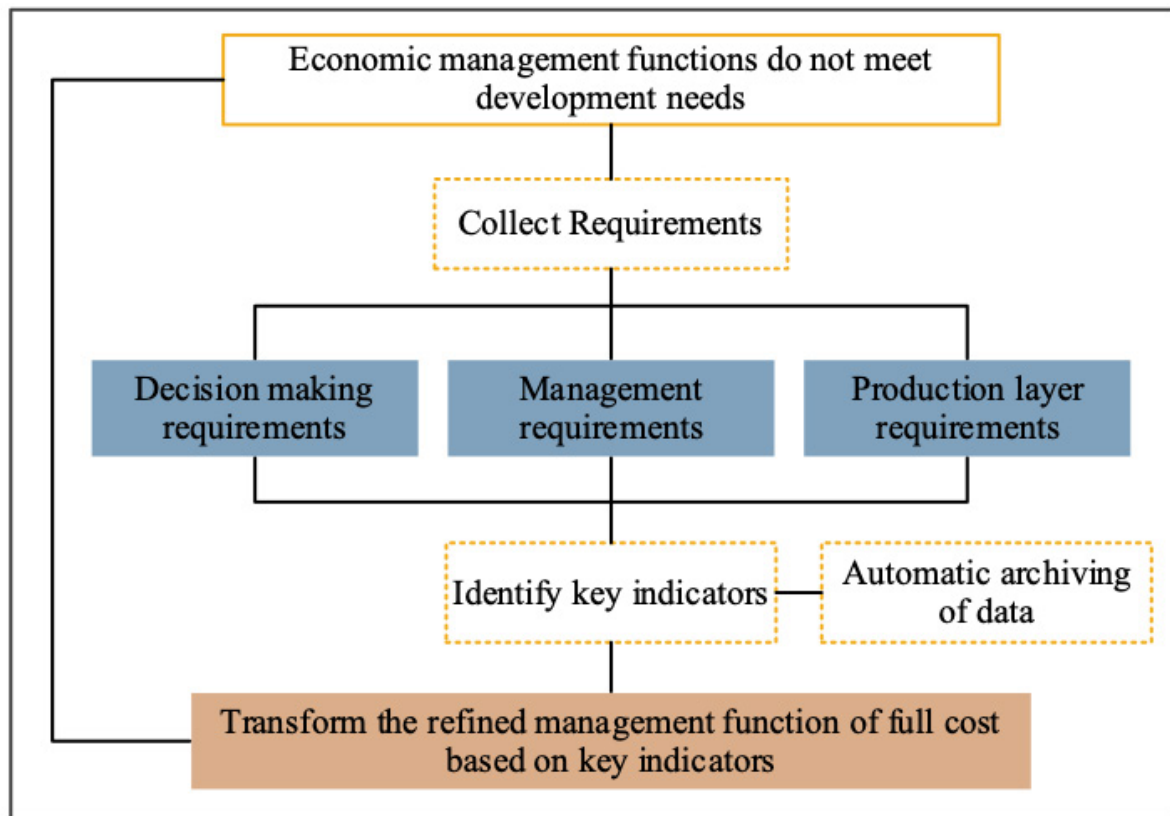 Economic management functions do not meet
development needs
Collect Requirements
Decision making
requirements
Management
requirements
Production layer
requirements
Identify key indicators
Automatic archiving
of data
Transform the refined management function of full cost
based on key indicators